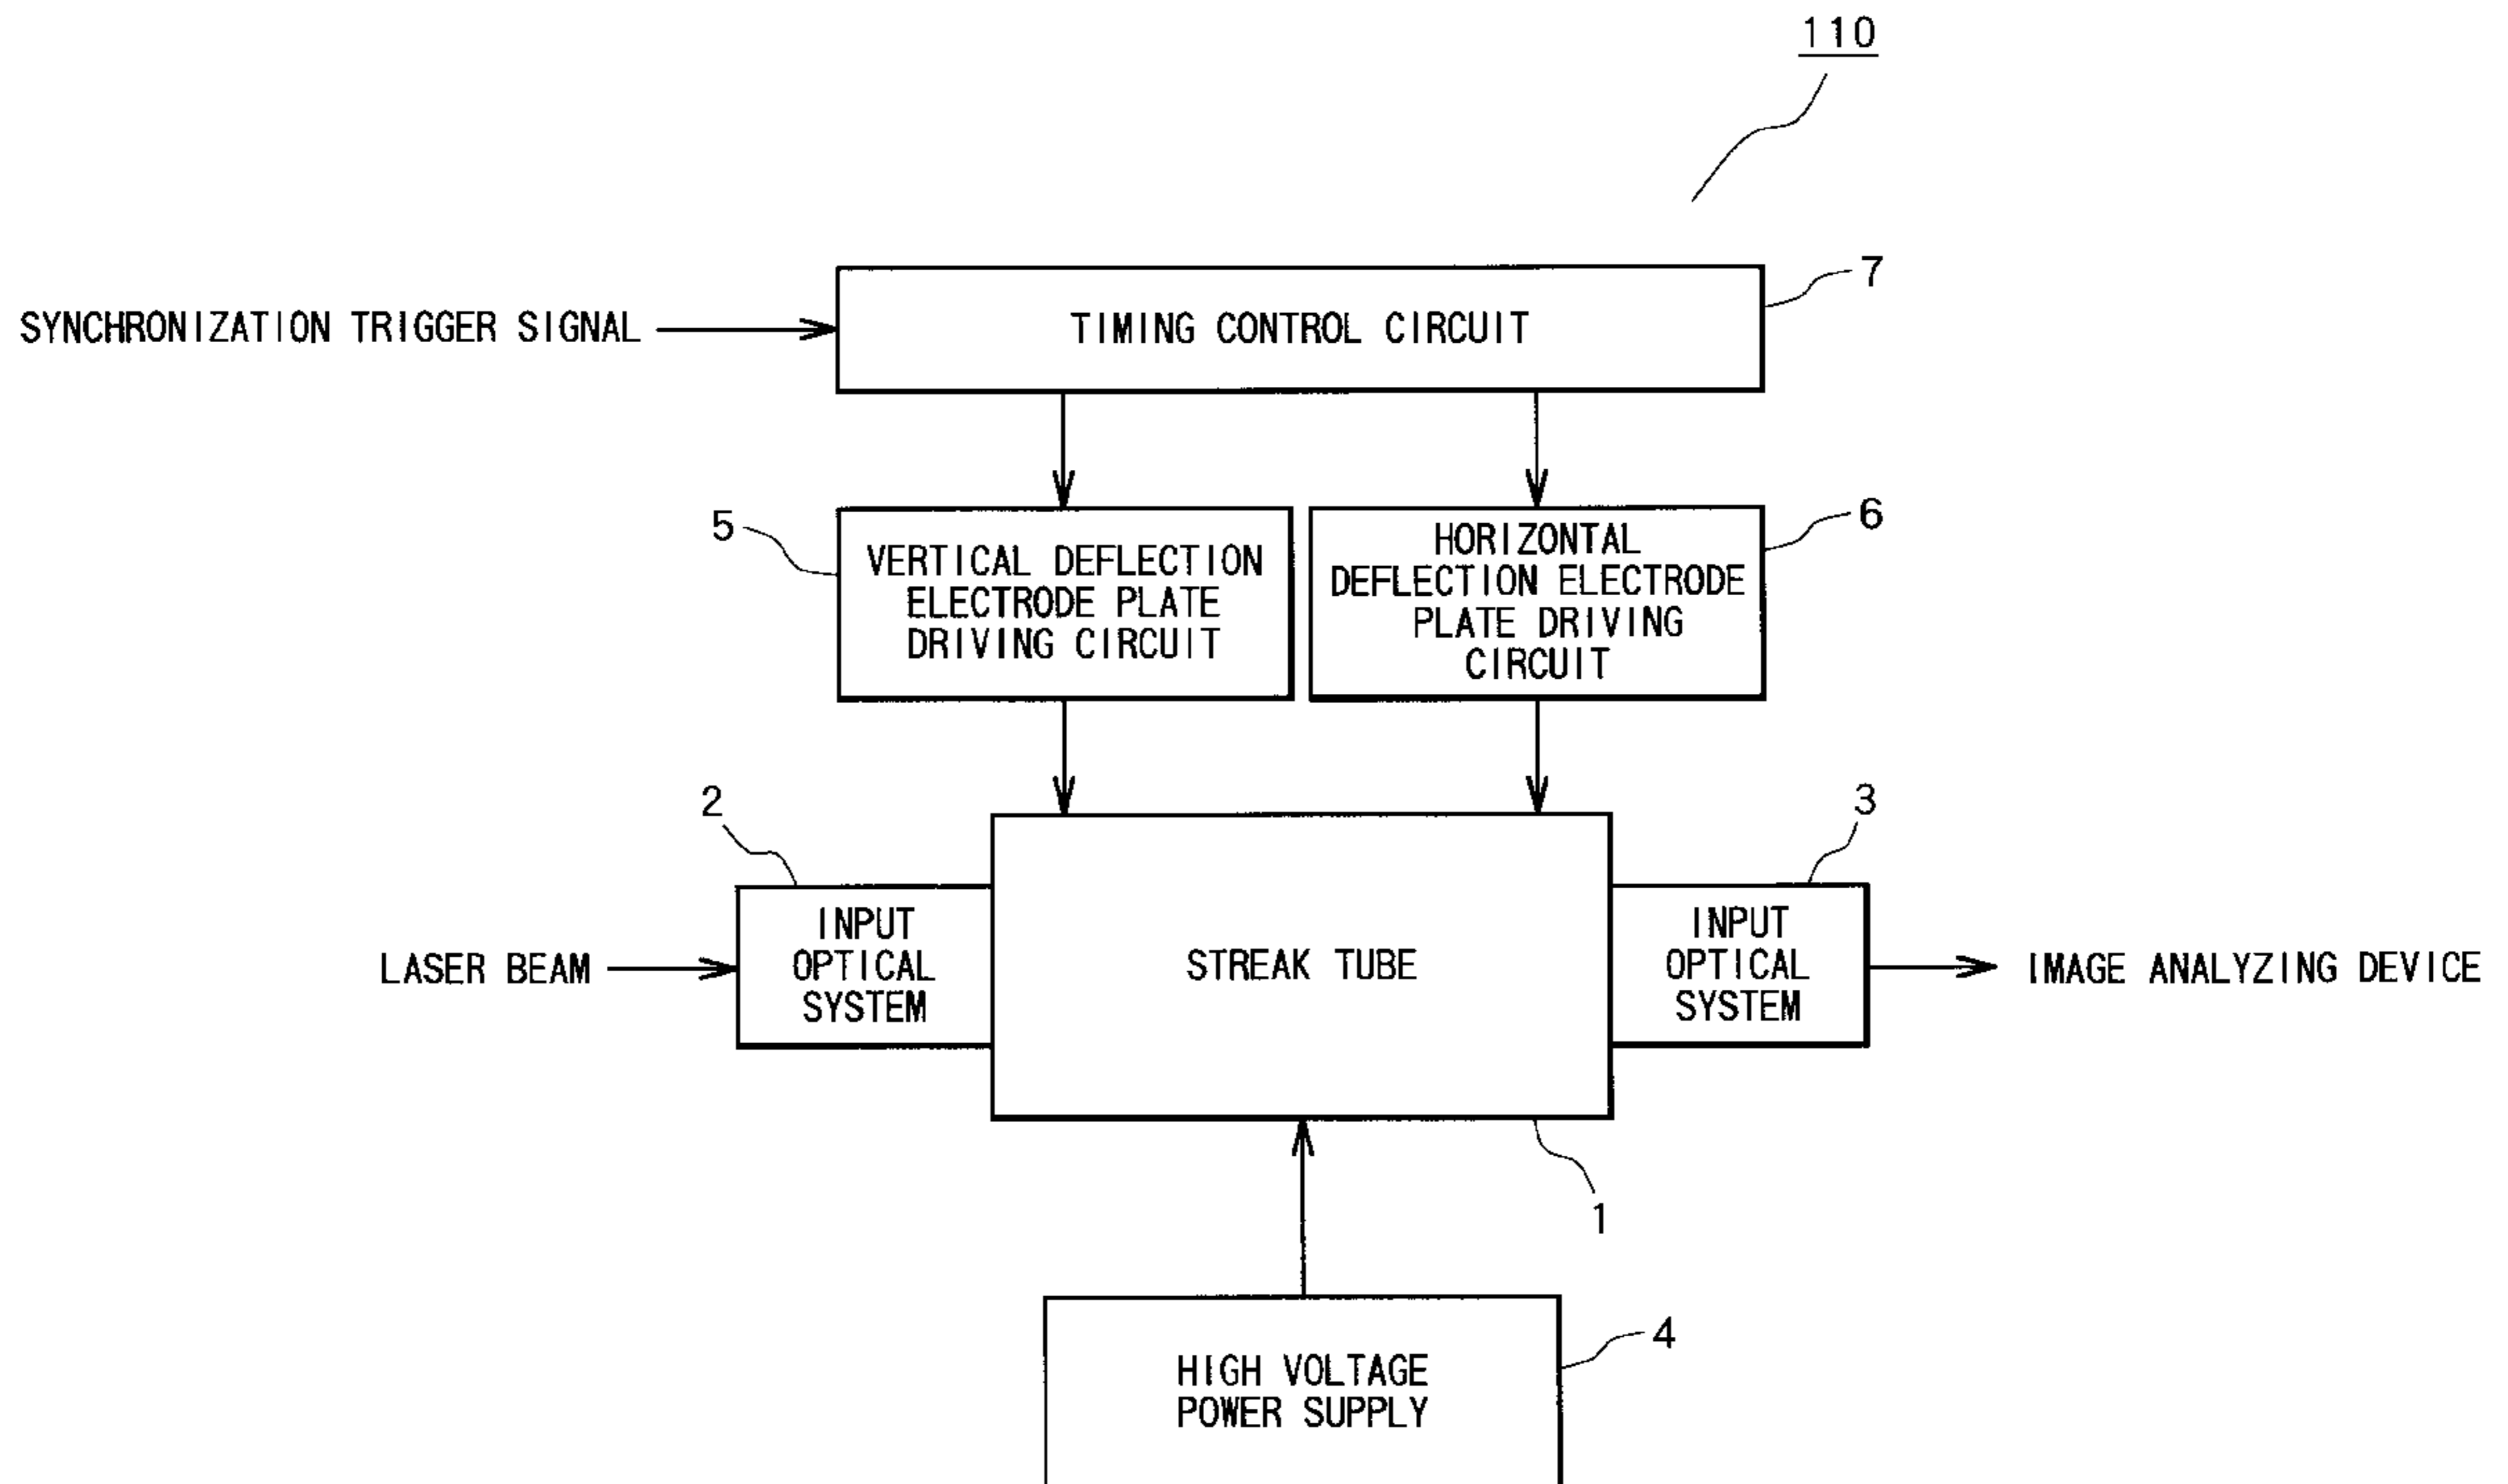 110
7
SYNCHRONIZATION TRIGGER SIGNAL
TIMING CONTROL CIRCUIT
5
VERTICAL DEFLECTION
ELECTRODE PLATE
DRIVING CIRCUIT
6
HORIZONTAL
DEFLECTION ELECTRODE
PLATE DRIVING
CIRCUIT
2
3
LASER BEAM
INPUT
OPTICAL
SYSTEM
STREAK TUBE
INPUT
OPTICAL
SYSTEM
IMAGE ANALYZING DEVICE
1
4
HIGH VOLTAGE
POWER SUPPLY